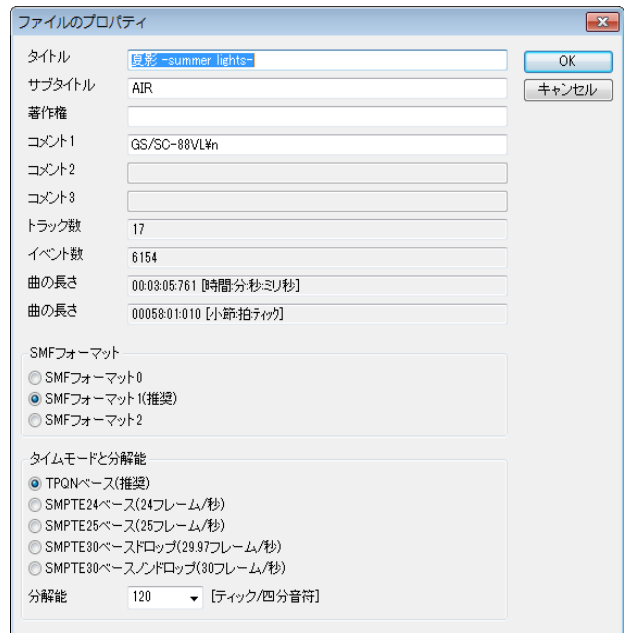 ファイルのプロパティ
タイトル 夏影 -summer lights-
OK
サブタイトル AIR
キャンセル
著作権
コメント1 GS/SC-88VL¥n
コメント2
コメント3
トラック数 17
イベント数 6154
曲の長さ 00:03:05:761 [時間:分:秒:ミリ秒]
曲の長さ 00058:01:010 [小節:拍:ティック]
SMFフォーマット
SMFフォーマット0
SMFフォーマット1(推奨)
SMFフォーマット2
タイムモードと分解能
TPQNベース(推奨)
SMPTE24ベース(24フレーム/秒)
SMPTE25ベース(25フレーム/秒)
SMPTE30ベースドロップ(29.97フレーム/秒)
SMPTE30ベースノンドロップ(30フレーム/秒)
分解能 120 [ティック/四分音符]